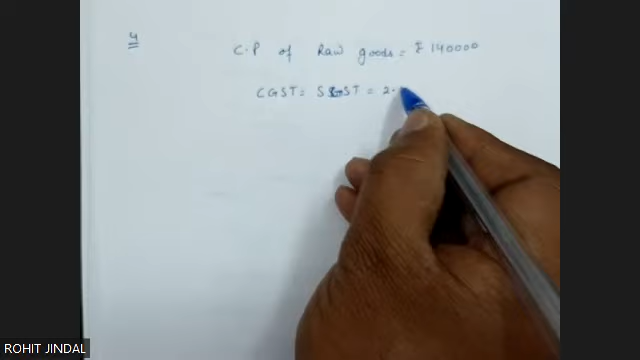 4
C.P of Raw goods = ₹ 140000
CGST = SGST = 2.
ROHIT JINDAL